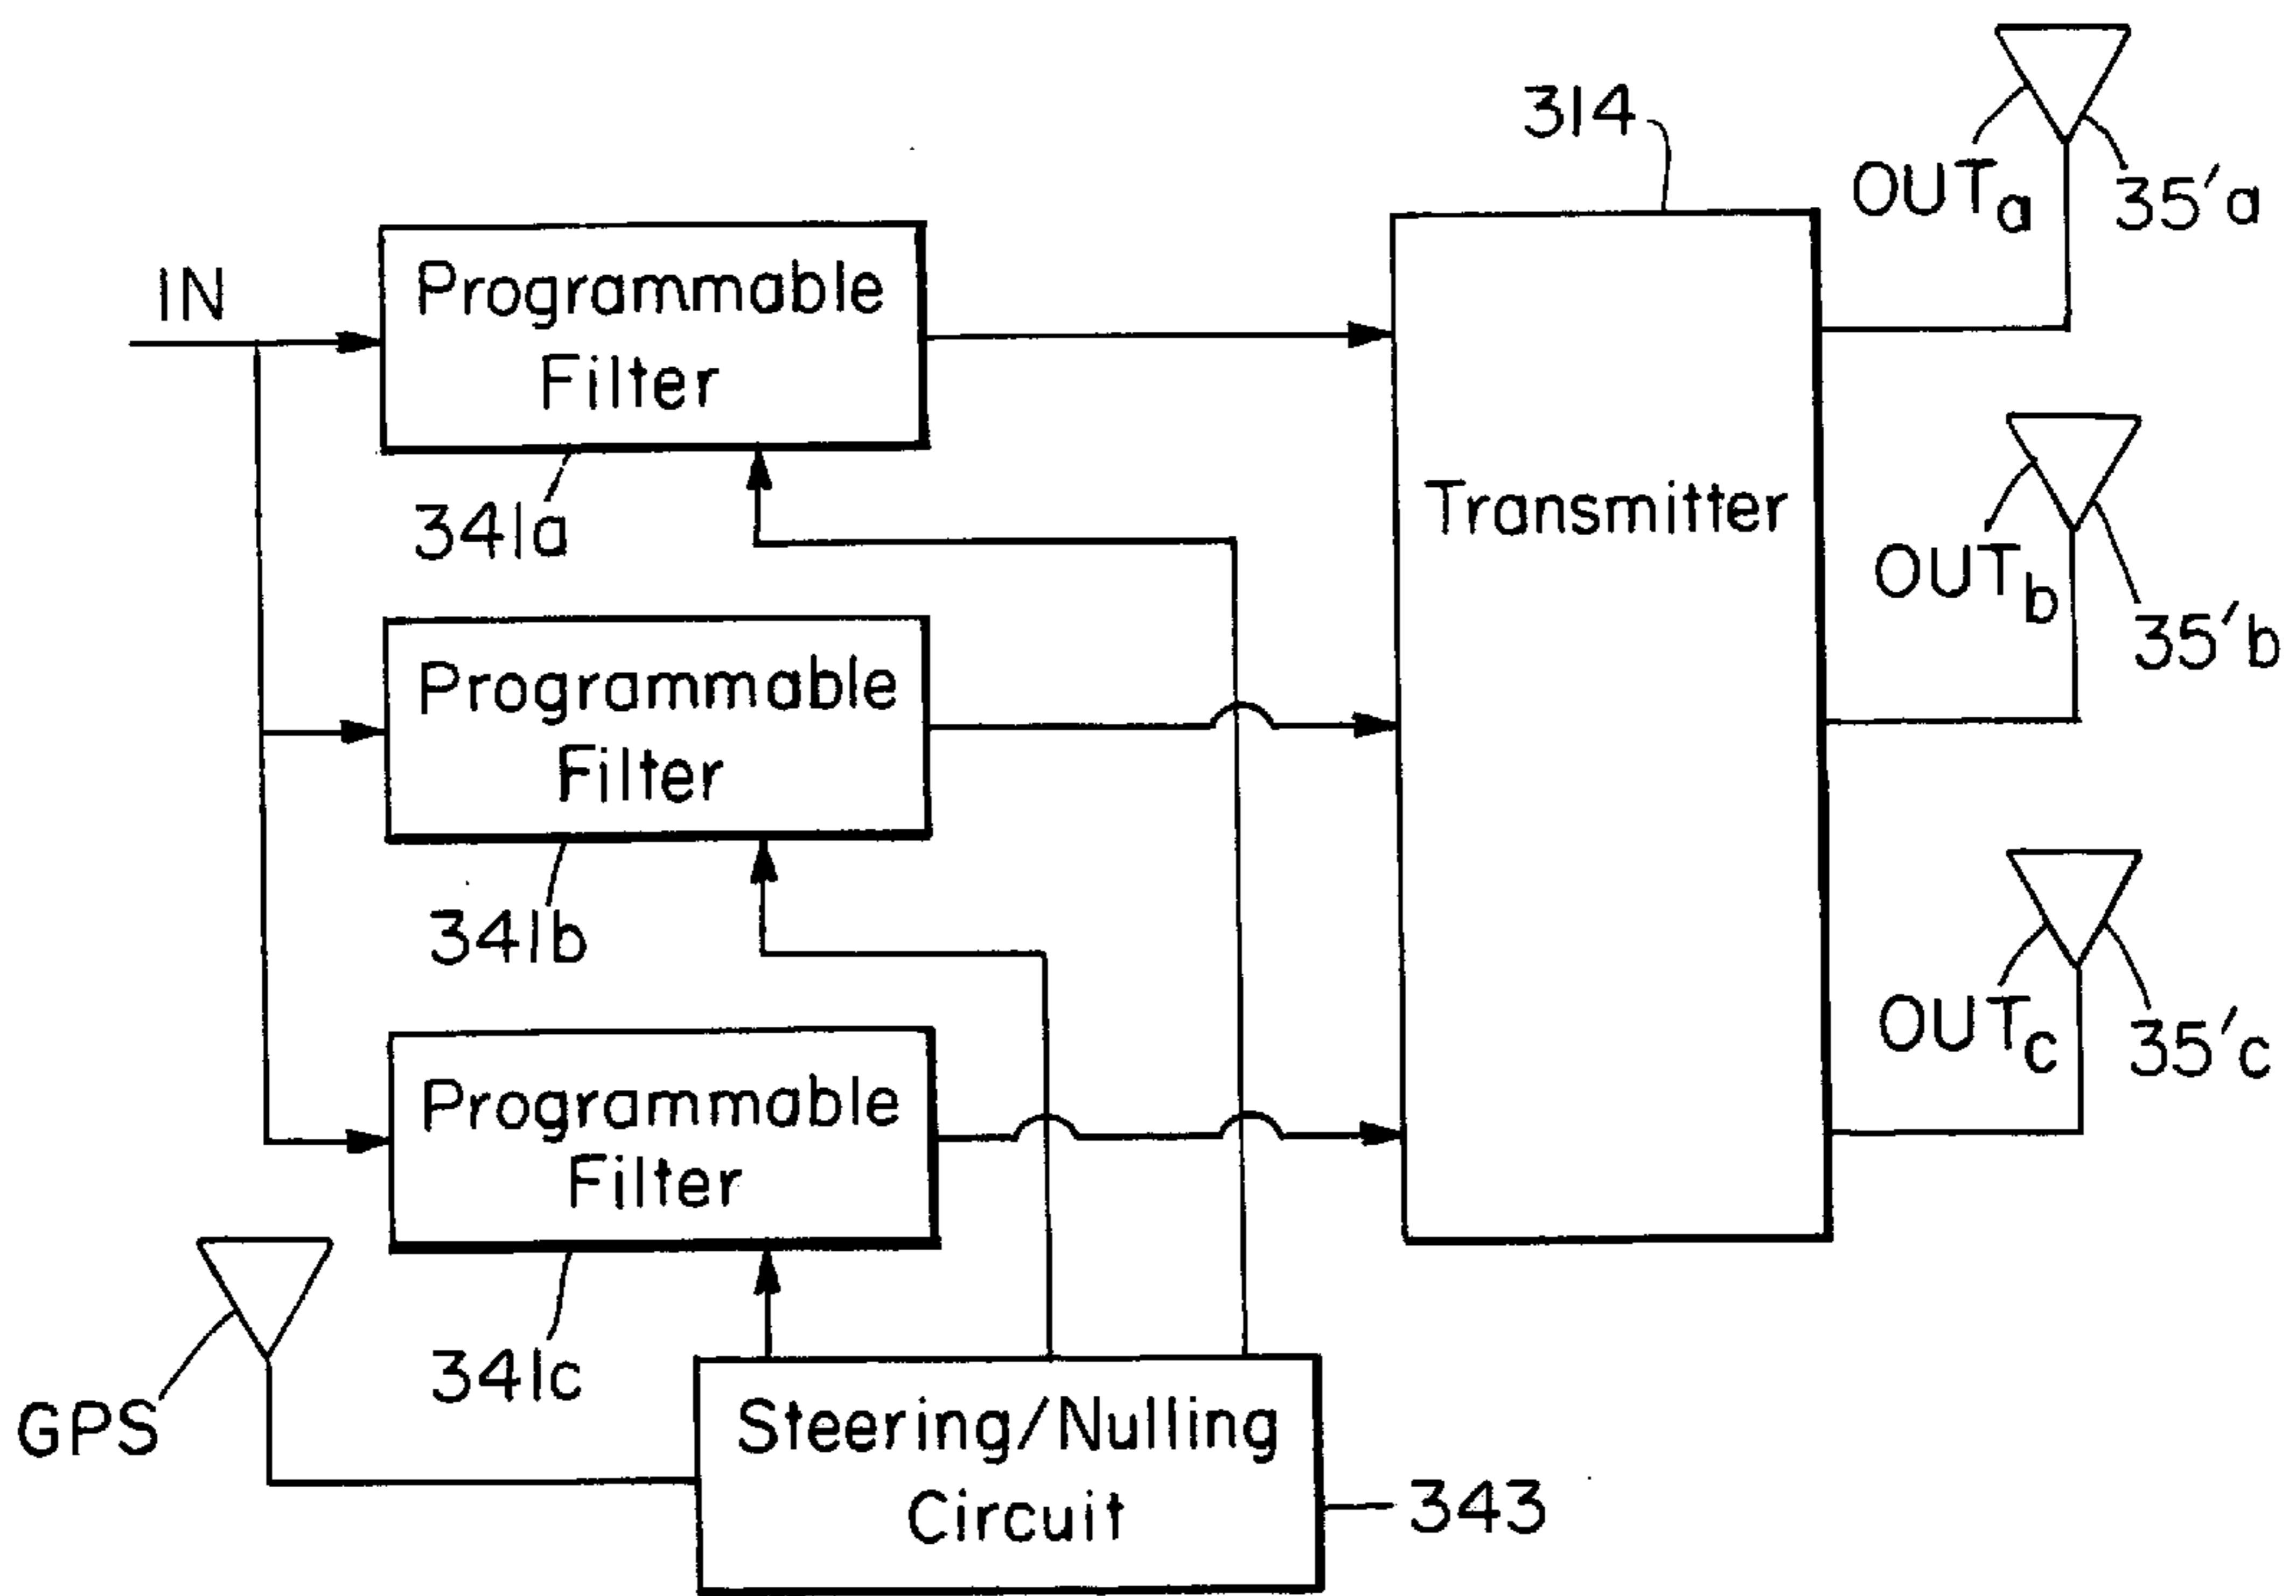 314
OUTa
35'a
IN
Programmable
Filter
341a
Transmitter
OUTb
35'b
Programmable
Filter
341b
OUTc
35'c
Programmable
Filter
341c
GPS
Steering/Nulling
Circuit
343